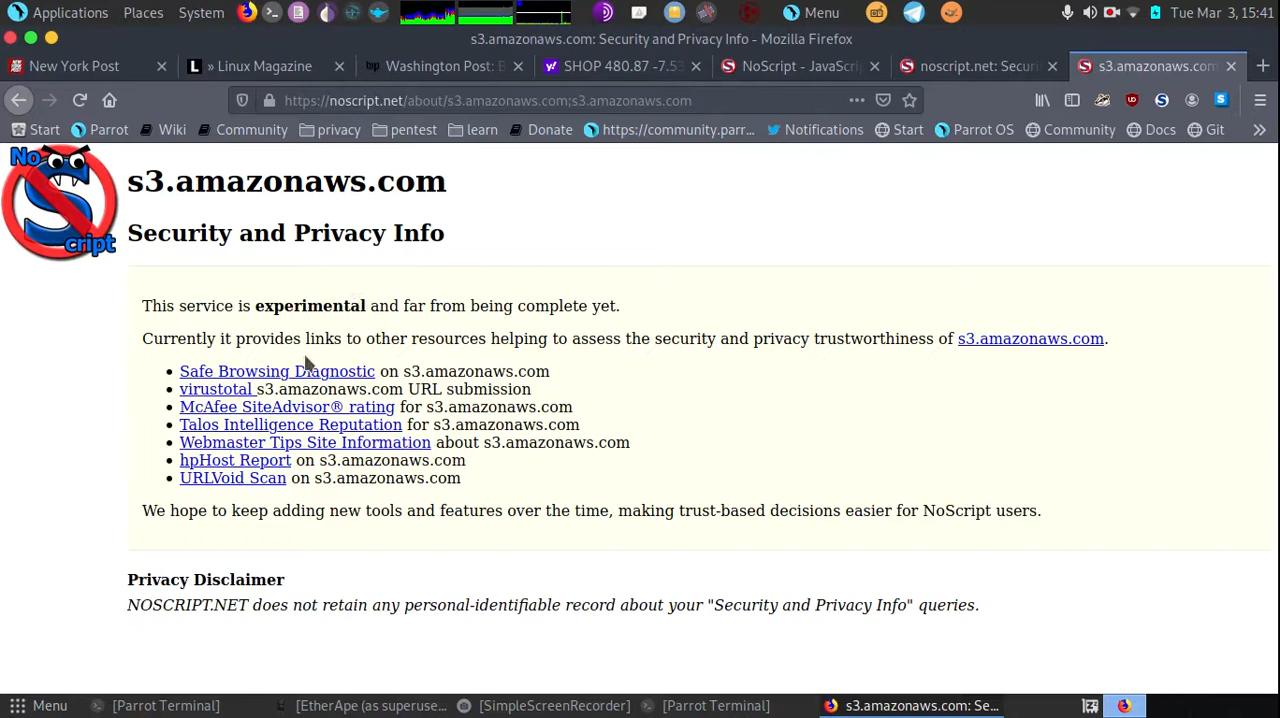 Applications Places System Menu Tue Mar 3, 15:41
s3.amazonaws.com: Security and Privacy Info - Mozilla Firefox
New York Post » Linux Magazine Washington Post: B SHOP 480.87 -7.53 NoScript - JavaScri noscript.net: Securi s3.amazonaws.com
https://noscript.net/about/s3.amazonaws.com;s3.amazonaws.com
Start Parrot Wiki Community privacy pentest learn Donate https://community.parr... Notifications Start Parrot OS Community Docs Git
No Script
s3.amazonaws.com
Security and Privacy Info
This service is experimental and far from being complete yet.
Currently it provides links to other resources helping to assess the security and privacy trustworthiness of s3.amazonaws.com.
Safe Browsing Diagnostic on s3.amazonaws.com
virustotal s3.amazonaws.com URL submission
McAfee SiteAdvisor® rating for s3.amazonaws.com
Talos Intelligence Reputation for s3.amazonaws.com
Webmaster Tips Site Information about s3.amazonaws.com
hpHost Report on s3.amazonaws.com
URLVoid Scan on s3.amazonaws.com
We hope to keep adding new tools and features over the time, making trust-based decisions easier for NoScript users.
Privacy Disclaimer
NOSCRIPT.NET does not retain any personal-identifiable record about your "Security and Privacy Info" queries.
Menu [Parrot Terminal] [EtherApe (as superuse... [SimpleScreenRecorder] [Parrot Terminal] s3.amazonaws.com: Se...